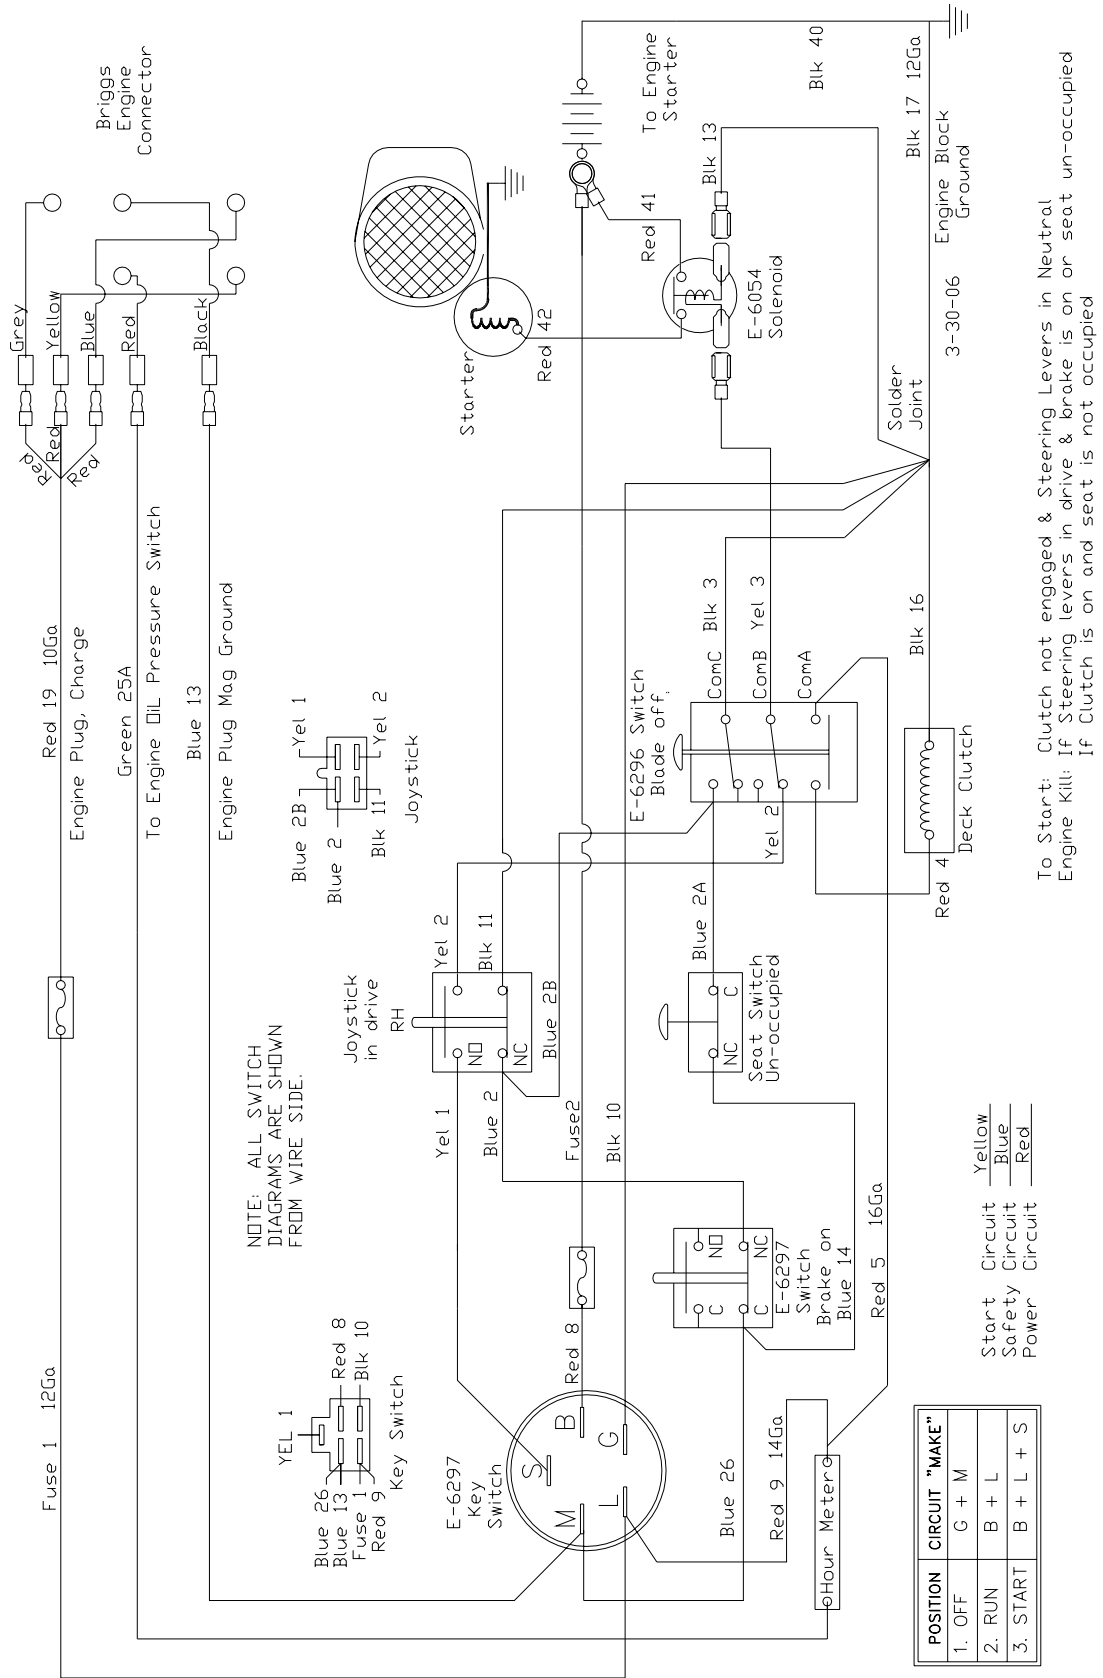 Briggs
Engine
Connector
Grey
Yellow
Blue
Red
Black
Red
Red
Red
Red 19 10Ga
Engine Plug, Charge
Green 25A
To Engine OIL Pressure Switch
Blue 13
Engine Plug Mag Ground
Fuse 1 12Ga
Starter
Red 42
Red 41
To Engine
Starter
Blk 40
Blk 13
E-6054
Solenoid
Blk 17 12Ga
Engine Block
Ground
3-30-06
Solder
Joint
Blue 2B
Yel 1
Blue 2
Blk 11
Yel 2
Joystick
NOTE: ALL SWITCH
DIAGRAMS ARE SHOWN
FROM WIRE SIDE.
Joystick
in drive
RH
NO
NC
Yel 2
Blk 11
Yel 1
Blue 2
Blue 2B
Fuse2
Blk 10
E-6296 Switch
Blade off.
ComC
ComB
ComA
Blk 3
Yel 3
Yel 2
Blk 16
Deck Clutch
Red 4
Blue 2A
Seat Switch
Un-occupied
NC
C
C
NO
C
NC
E-6297
Switch
Brake on
Blue 14
Red 5 16Ga
YEL 1
Blue 26
Blue 13
Fuse 1
Red 9
Red 8
Blk 10
Key Switch
E-6297
Key
Switch
S
B
M
G
L
Red 8
Blue 26
Red 9 14Ga
Hour Meter
Start Circuit Yellow
Safety Circuit Blue
Power Circuit Red
POSITION CIRCUIT "MAKE"
1. OFF G + M
2. RUN B + L
3. START B + L + S
To Start: Clutch not engaged & Steering Levers in Neutral
Engine Kill: If Steering levers in drive & brake is on or seat un-occupied
If Clutch is on and seat is not occupied